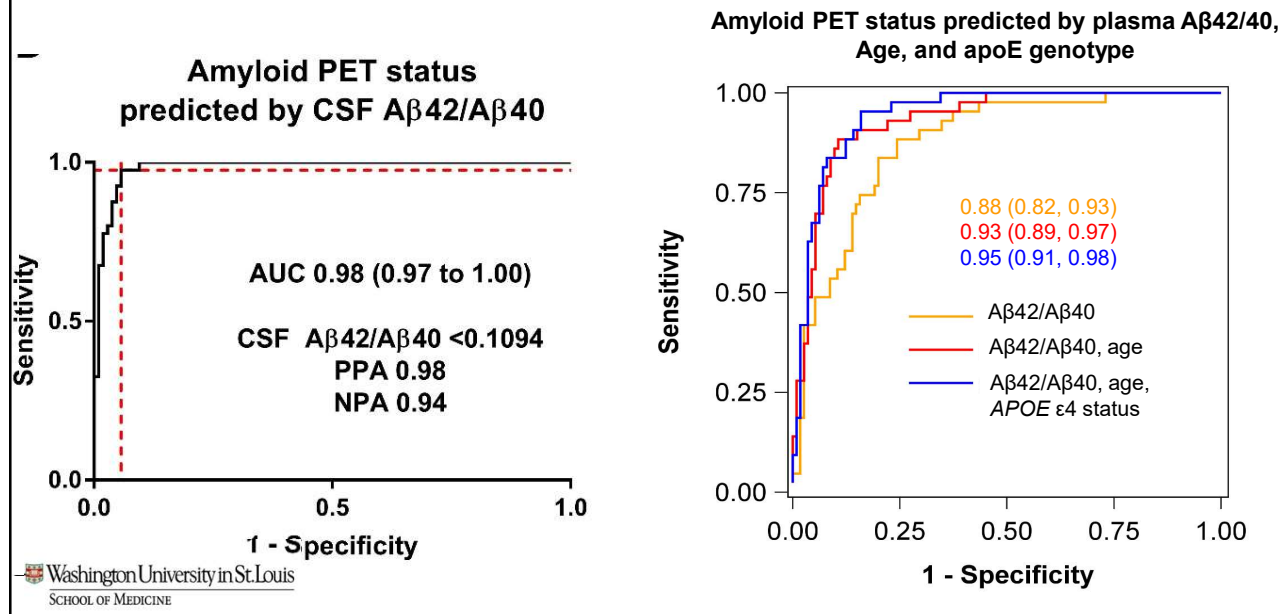 Amyloid PET status
predicted by CSF Aβ42/Aβ40
1.0
0.5
0.0
Sensitivity
AUC 0.98 (0.97 to 1.00)
CSF Aβ42/Aβ40 <0.1094
PPA 0.98
NPA 0.94
0.0
0.5
1.0
1 - Specificity
Washington University in St. Louis
SCHOOL OF MEDICINE
Amyloid PET status predicted by plasma Aβ42/40,
Age, and apoE genotype
1.00
0.75
0.50
0.25
0.00
Sensitivity
0.88 (0.82, 0.93)
0.93 (0.89, 0.97)
0.95 (0.91, 0.98)
Aβ42/Aβ40
Aβ42/Aβ40, age
Aβ42/Aβ40, age,
APOE ε4 status
0.00
0.25
0.50
0.75
1.00
1 - Specificity